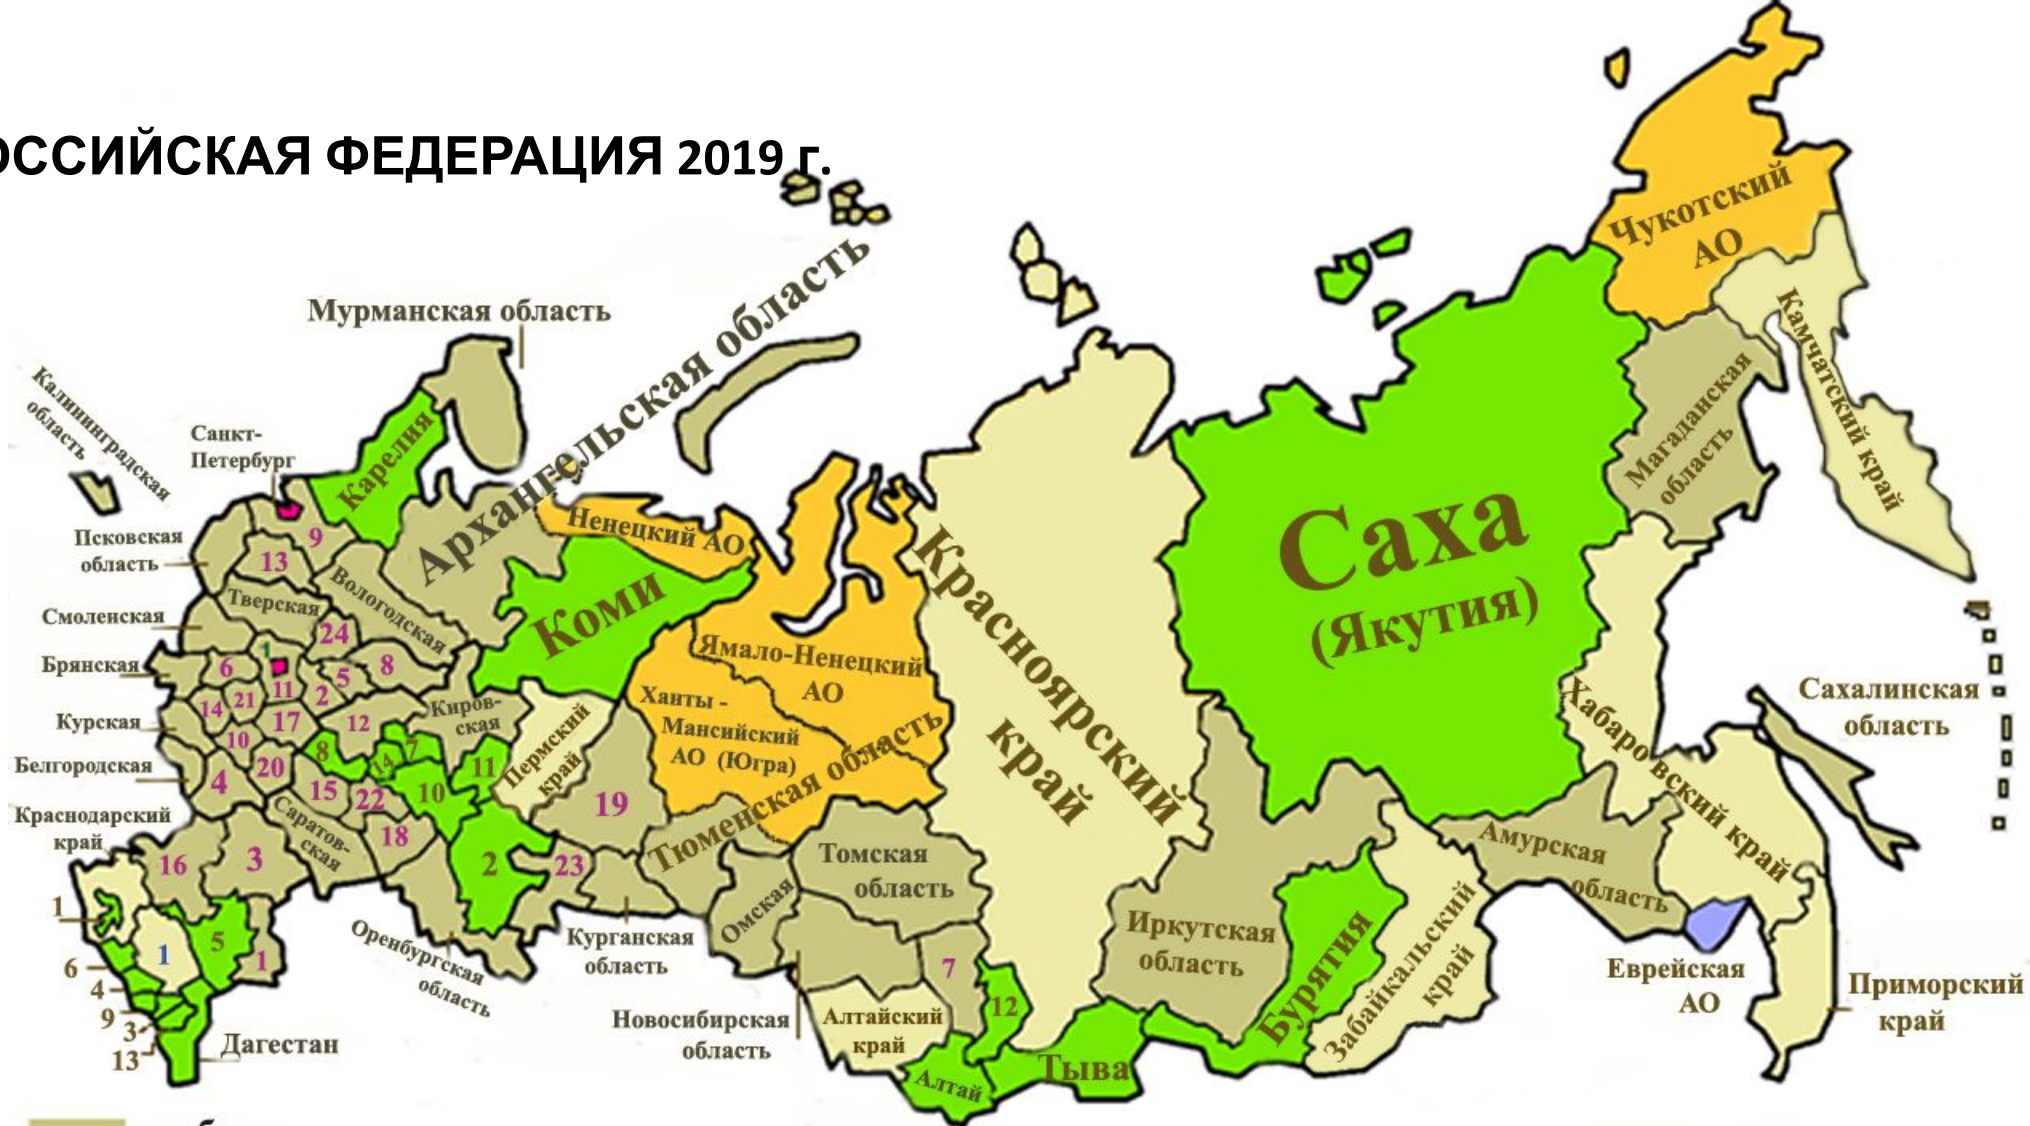 ОССИЙСКАЯ ФЕДЕРАЦИЯ 2019 г.
Мурманская область
Архангельская область
Калининградская
область
Санкт-
Петербург
Карелия
Псковская
область
Смоленская
Брянская
Курская
Белгородская
Краснодарский
край
9
13
Тверская
Вологодская
24
1
6
11
5
8
2
14
21
17
12
10
Киров-
ская
4
20
8
14
7
11
15
22
10
Саратов-
ская
18
16
3
2
23
19
1
1
5
1
6
4
9
3
13
Дагестан
Ненецкий АО
Коми
Пермский
край
Ямало-Ненецкий
АО
Ханты -
Мансийский
АО (Югра)
Тюменская область
Оренбургская
область
Курганская
область
Омская
Томская
область
Новосибирская
область
7
12
Алтайский
край
Алтай
Тыва
Красноярский
край
Иркутская
область
Бурятия
Забайкальский
край
Саха
(Якутия)
Чукотский
АО
Камчатский край
Магаданская
область
Хабаровский край
Амурская
область
Еврейская
АО
Приморский
край
Сахалинская
область